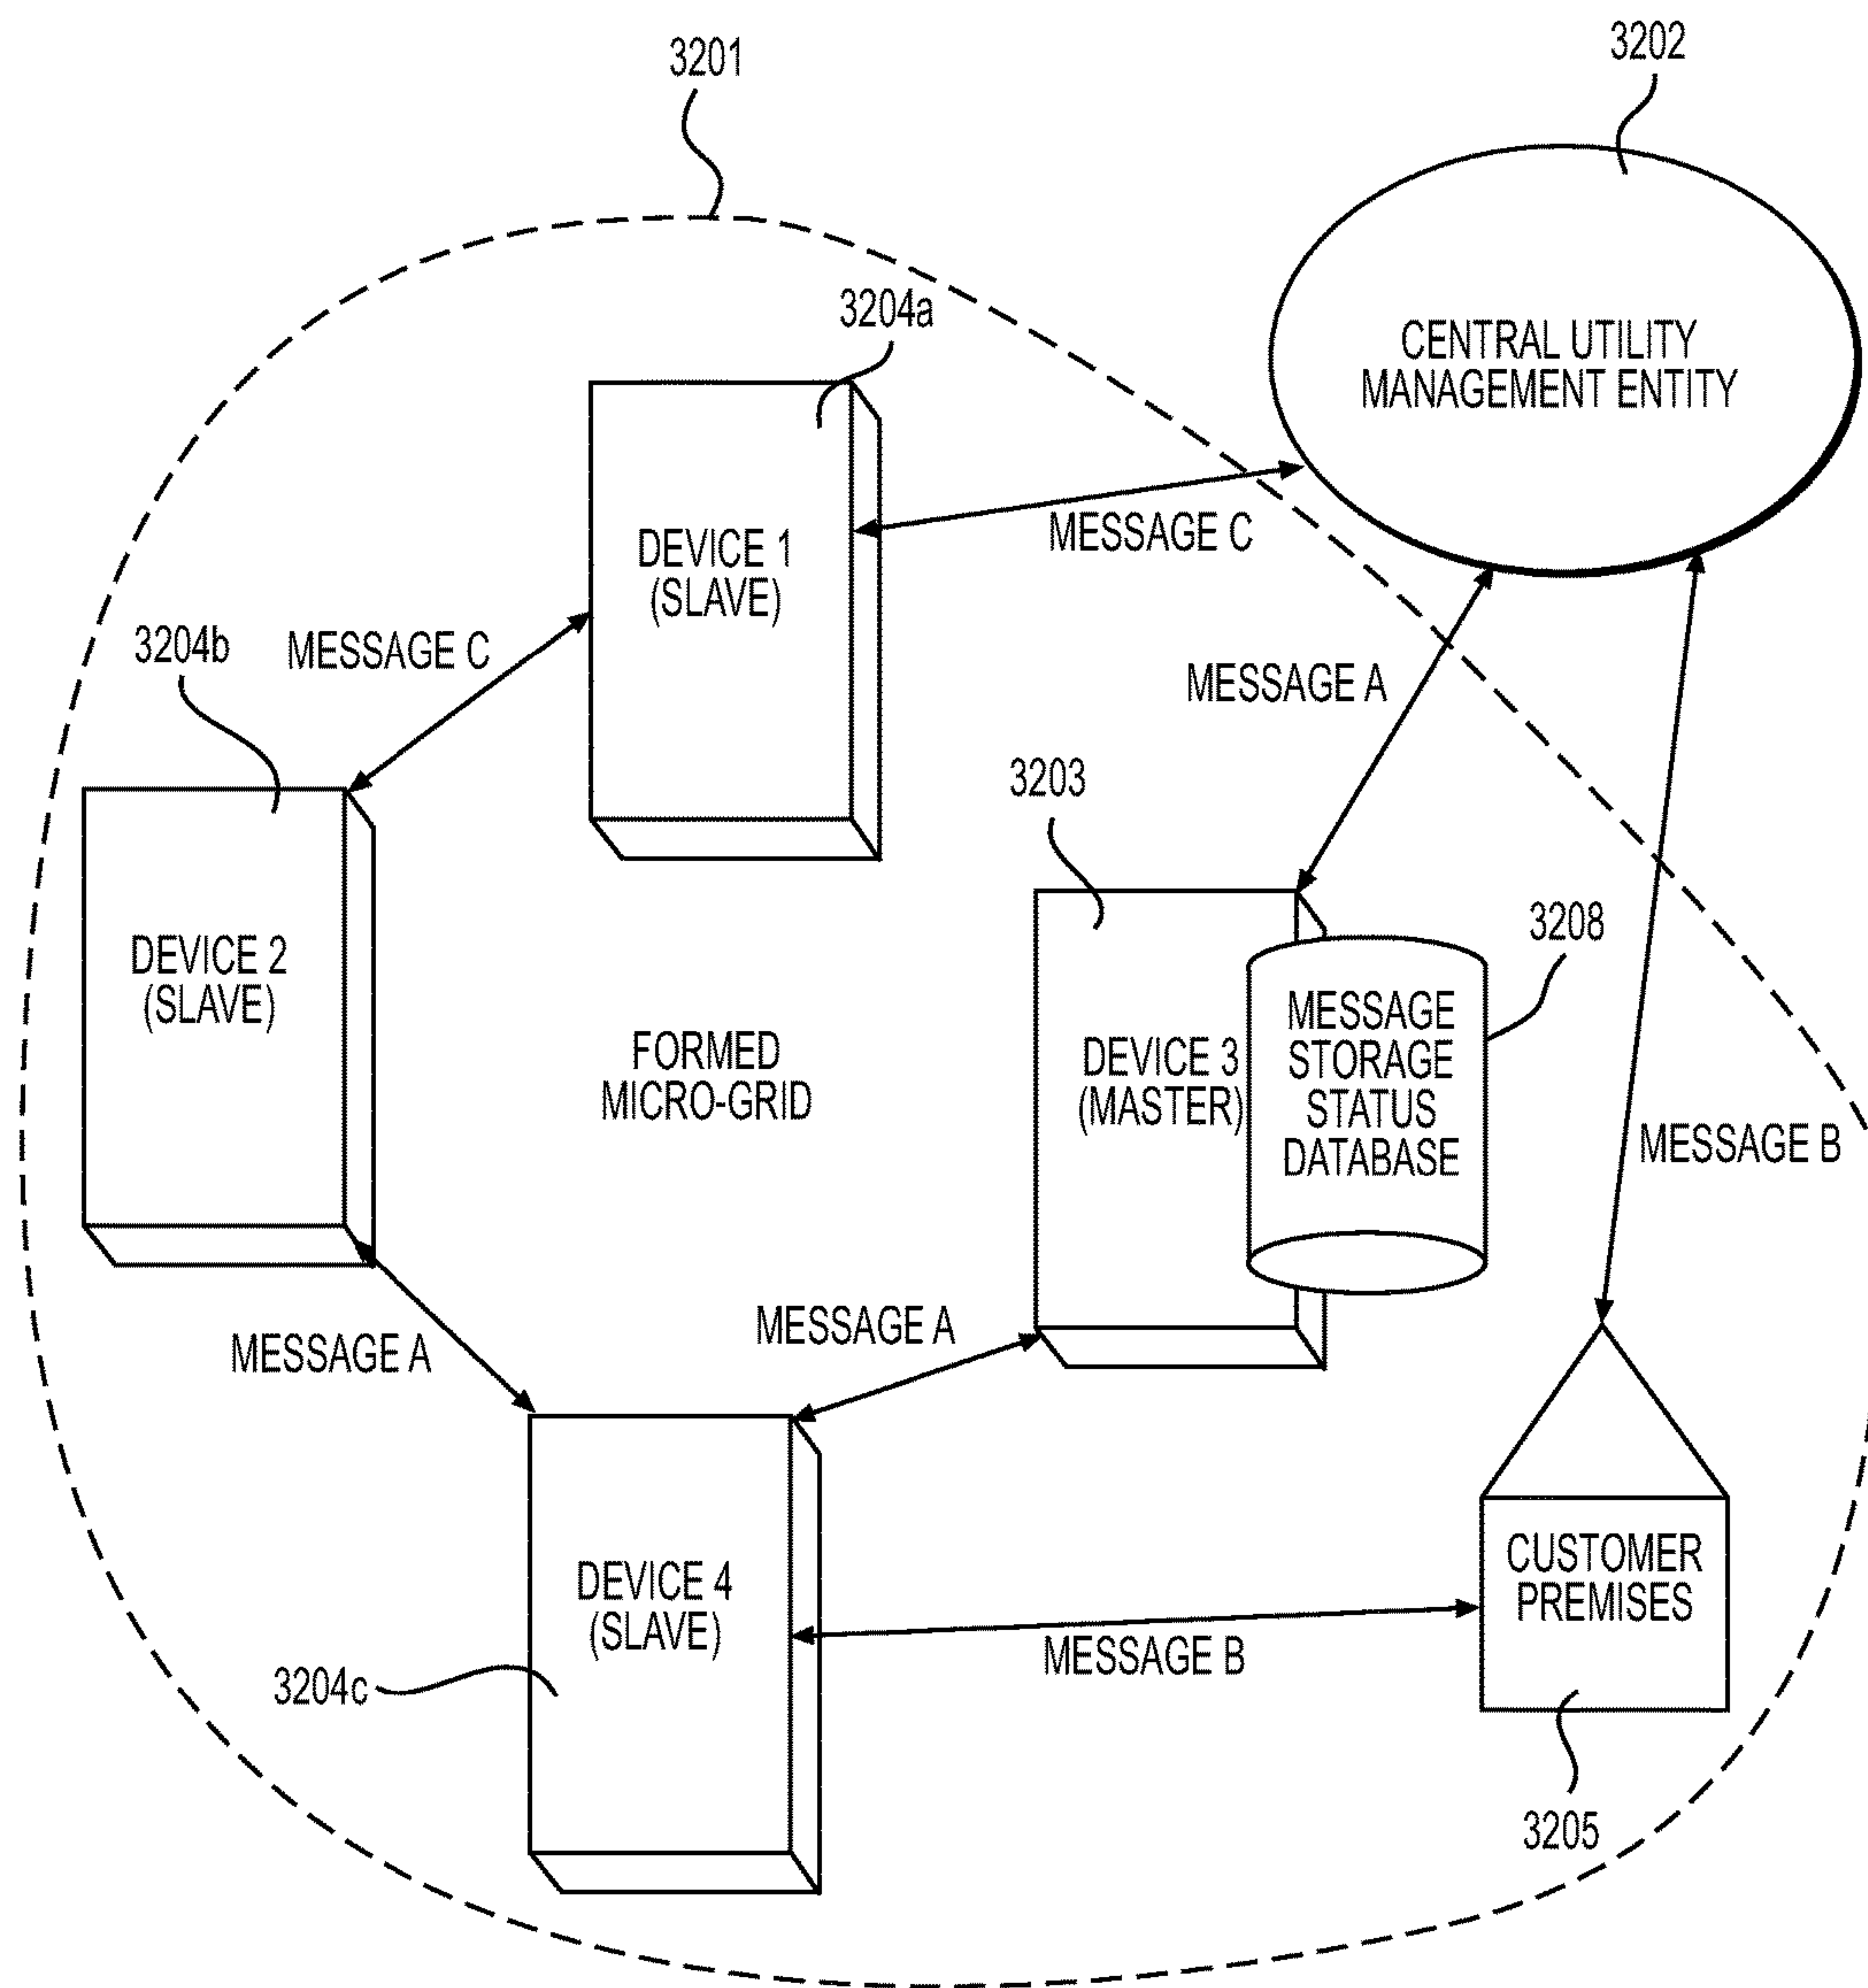 3201
3202
3204a
CENTRAL UTILITY
MANAGEMENT ENTITY
DEVICE 1
(SLAVE)
MESSAGE C
3204b
MESSAGE C
MESSAGE A
3203
3208
DEVICE 2
(SLAVE)
FORMED
MICRO-GRID
DEVICE 3
(MASTER)
MESSAGE
STORAGE
STATUS
DATABASE
MESSAGE B
MESSAGE A
MESSAGE A
DEVICE 4
(SLAVE)
CUSTOMER
PREMISES
MESSAGE B
3204c
3205